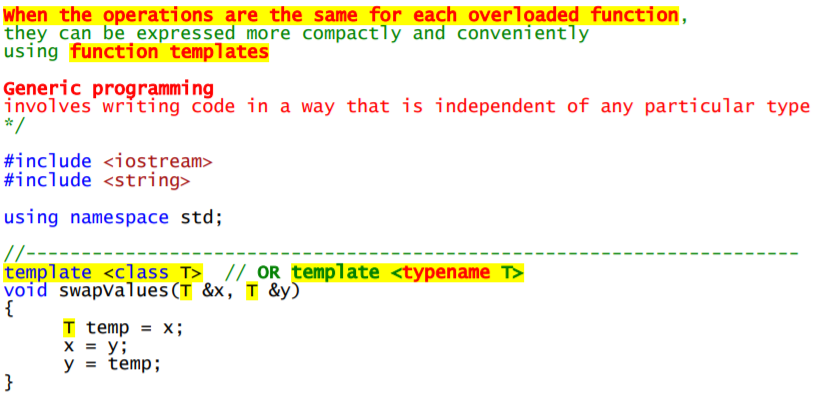 When the operations are the same for each overloaded function,
they can be expressed more compactly and conveniently
using function templates
Generic programming
involves writing code in a way that is independent of any particular type
*/
#include <iostream>
#include <string>
using namespace std;
//----------------------------------------------------------------------
template <class T>  // OR template <typename T>
void swapValues(T &x, T &y)
{
     T temp = x;
     x = y;
     y = temp;
}